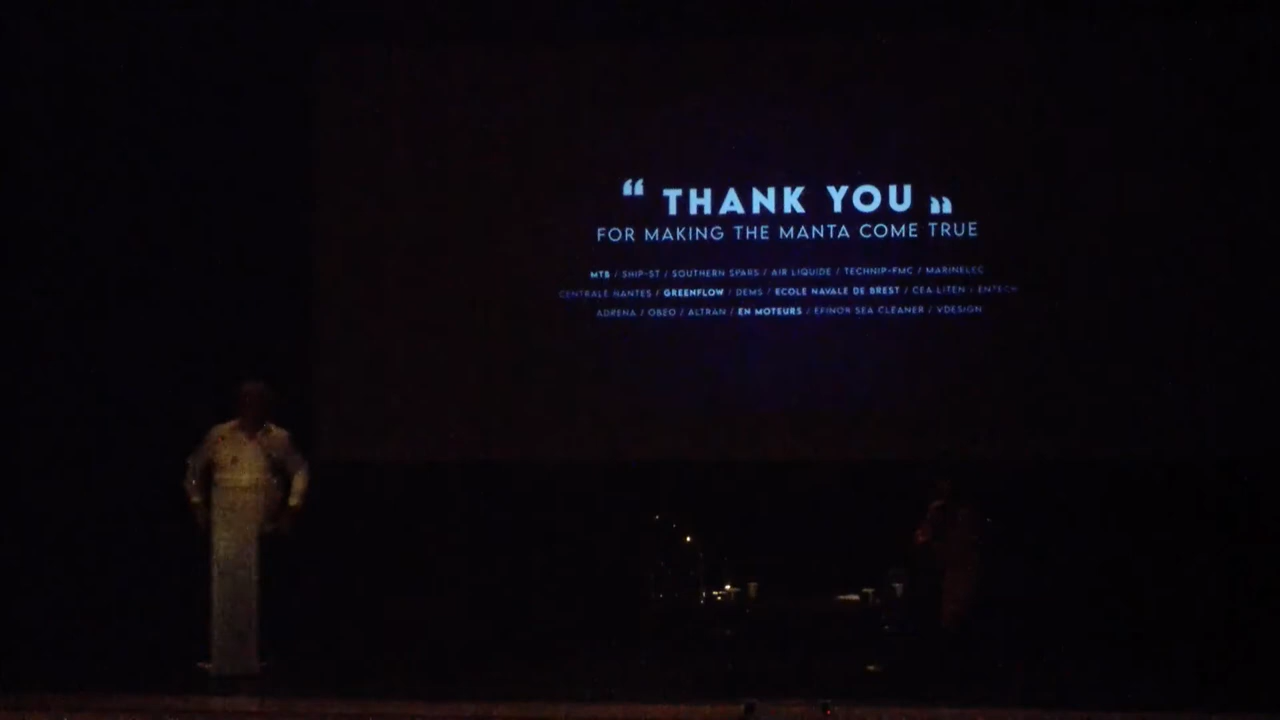 “ THANK YOU „
FOR MAKING THE MANTA COME TRUE
MTB / SHIP-ST / SOUTHERN SPARS / AIR LIQUIDE / TECHNIP-FMC / MARINELEC
CENTRALE NANTES / GREENFLOW / DEMS / ECOLE NAVALE DE BREST / CEA-LITEN / ENTECH
ADRENA / OBEO / ALTRAN / EN MOTEURS / EFINOR SEA CLEANER / VDESIGN